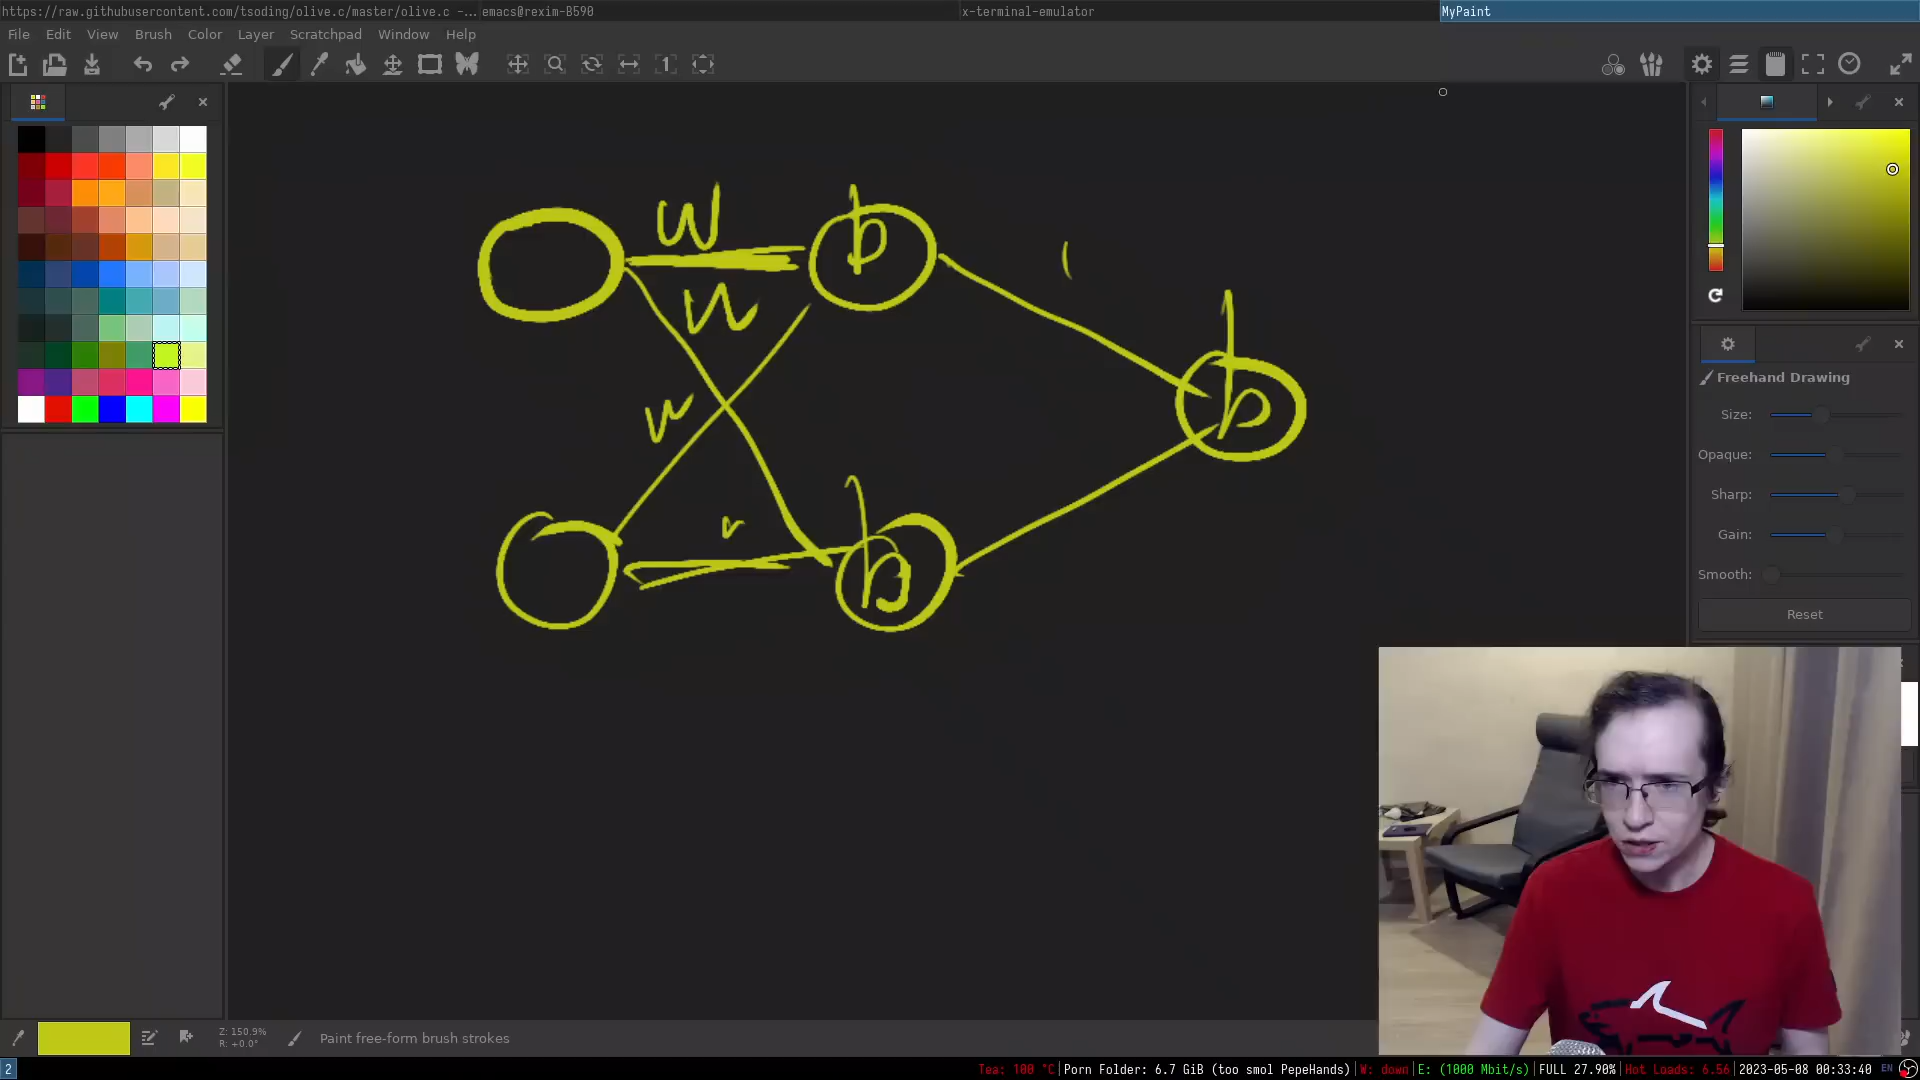 https://raw.githubusercontent.com/tsoding/olive.c/master/olive.c -... emacs@rexim-B590 x-terminal-emulator MyPaint
File Edit View Brush Color Layer Scratchpad Window Help
W b
W
b
W
b
Freehand Drawing
Size:
Opaque:
Sharp:
Gain:
Smooth:
Reset
Z: 150.9%
R: +0.0°
Paint free-form brush strokes
2 Tea: 100 °C|Porn Folder: 6.7 GiB (too smol PepeHands)|W: down|E: (1000 Mbit/s)|FULL 27.90%|Hot Loads: 6.56|2023-05-08 00:33:40 EN